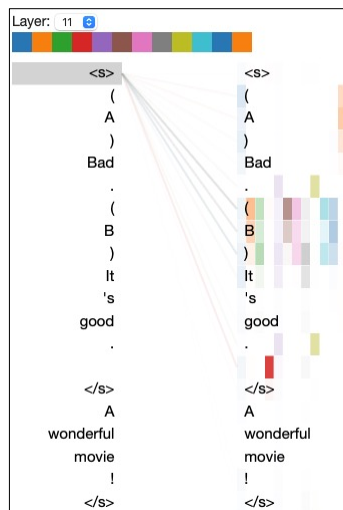 Layer: 11
<s> <s>
( (
A A
) )
Bad Bad
. .
( (
B B
) )
It It
's 's
good good
. .
</s> </s>
A A
wonderful wonderful
movie movie
! !
</s> </s>